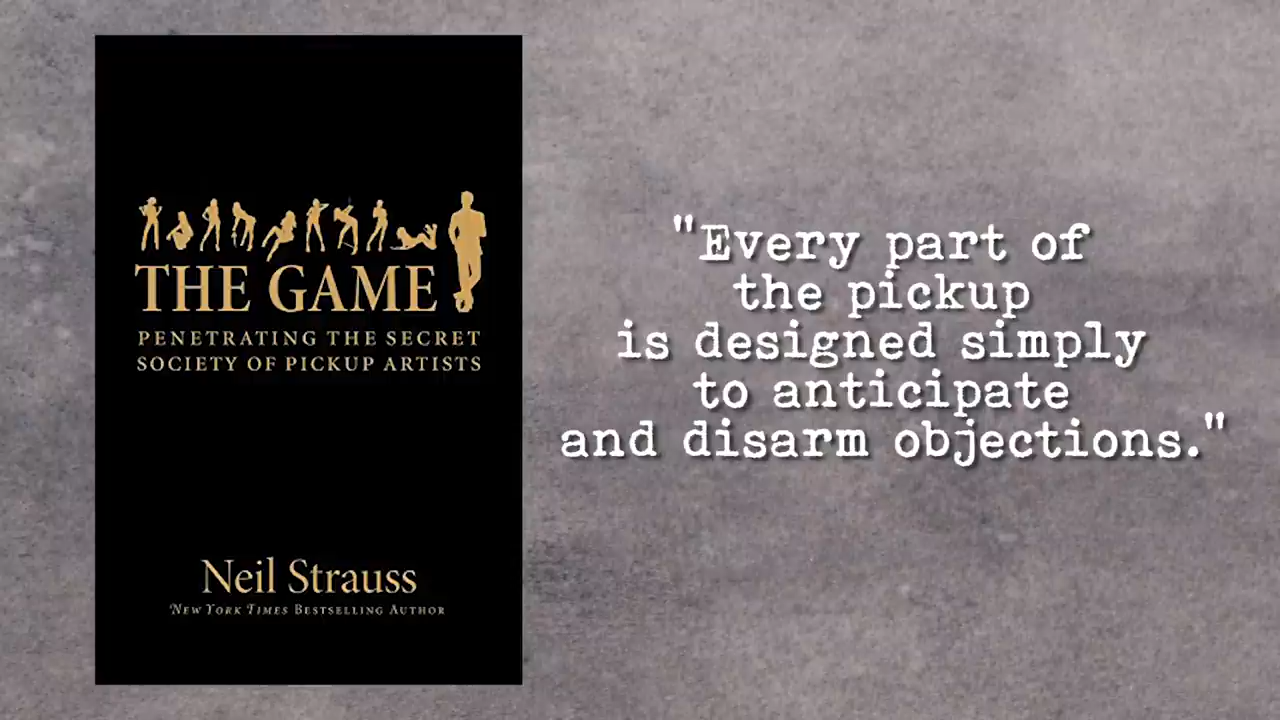 THE GAME
PENETRATING THE SECRET
SOCIETY OF PICKUP ARTISTS
Neil Strauss
NEW YORK TIMES BESTSELLING AUTHOR
"Every part of
the pickup
is designed simply
to anticipate
and disarm objections."